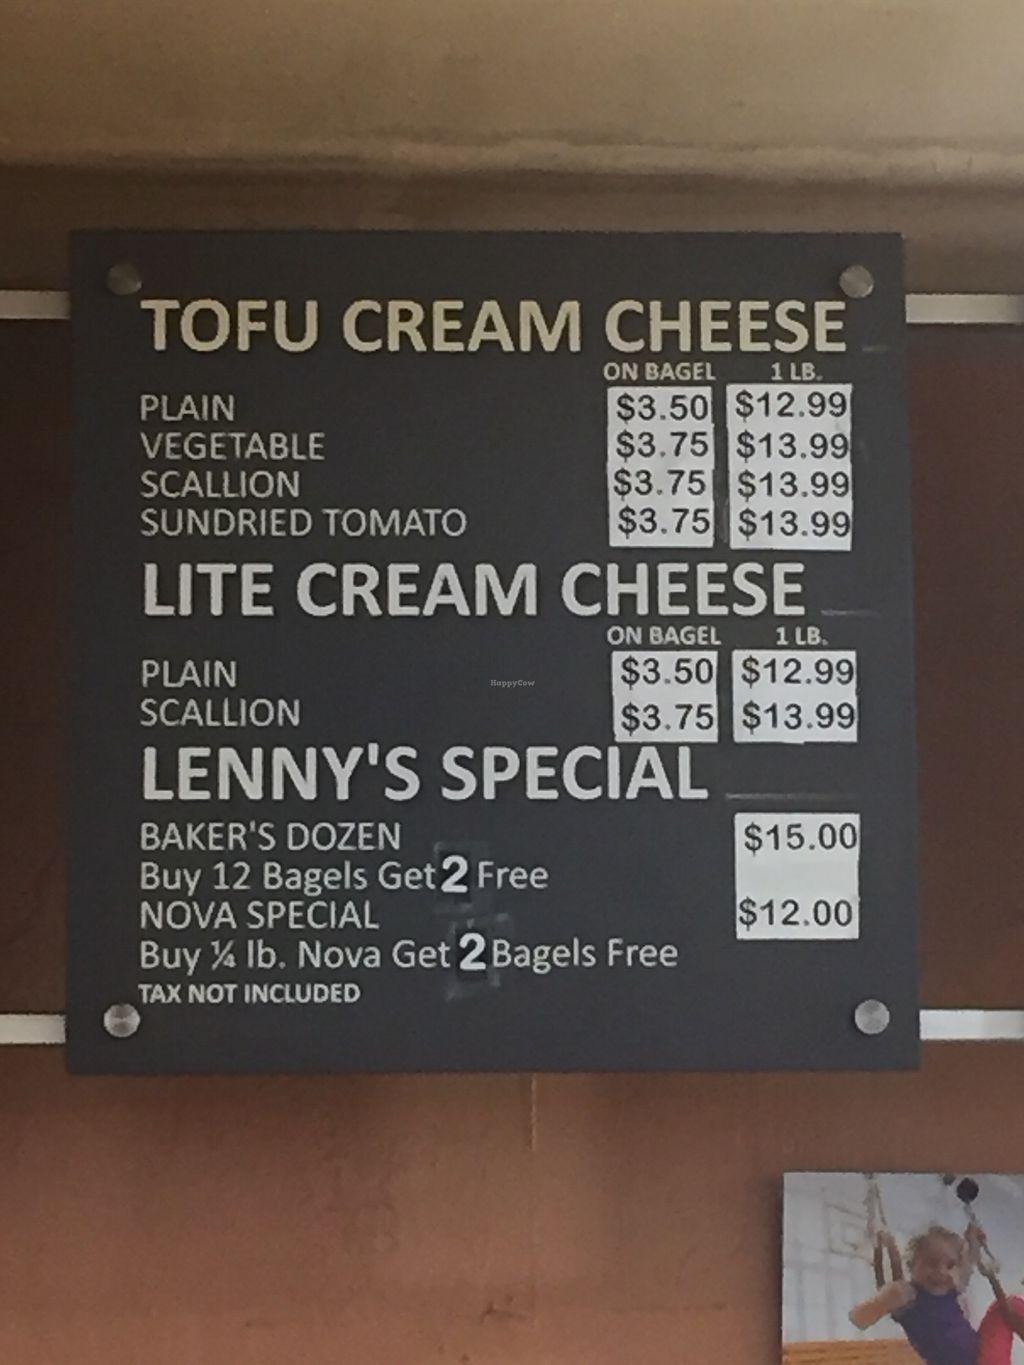 TOFU CREAM CHEESE
ON BAGEL 1 LB.
PLAIN $3.50 $12.99
VEGETABLE $3.75 $13.99
SCALLION $3.75 $13.99
SUNDRIED TOMATO $3.75 $13.99
LITE CREAM CHEESE
ON BAGEL 1 LB.
PLAIN $3.50 $12.99
HappyCow
SCALLION $3.75 $13.99
LENNY'S SPECIAL
BAKER'S DOZEN $15.00
Buy 12 Bagels Get 2 Free
NOVA SPECIAL $12.00
Buy ¼ lb. Nova Get 2 Bagels Free
TAX NOT INCLUDED